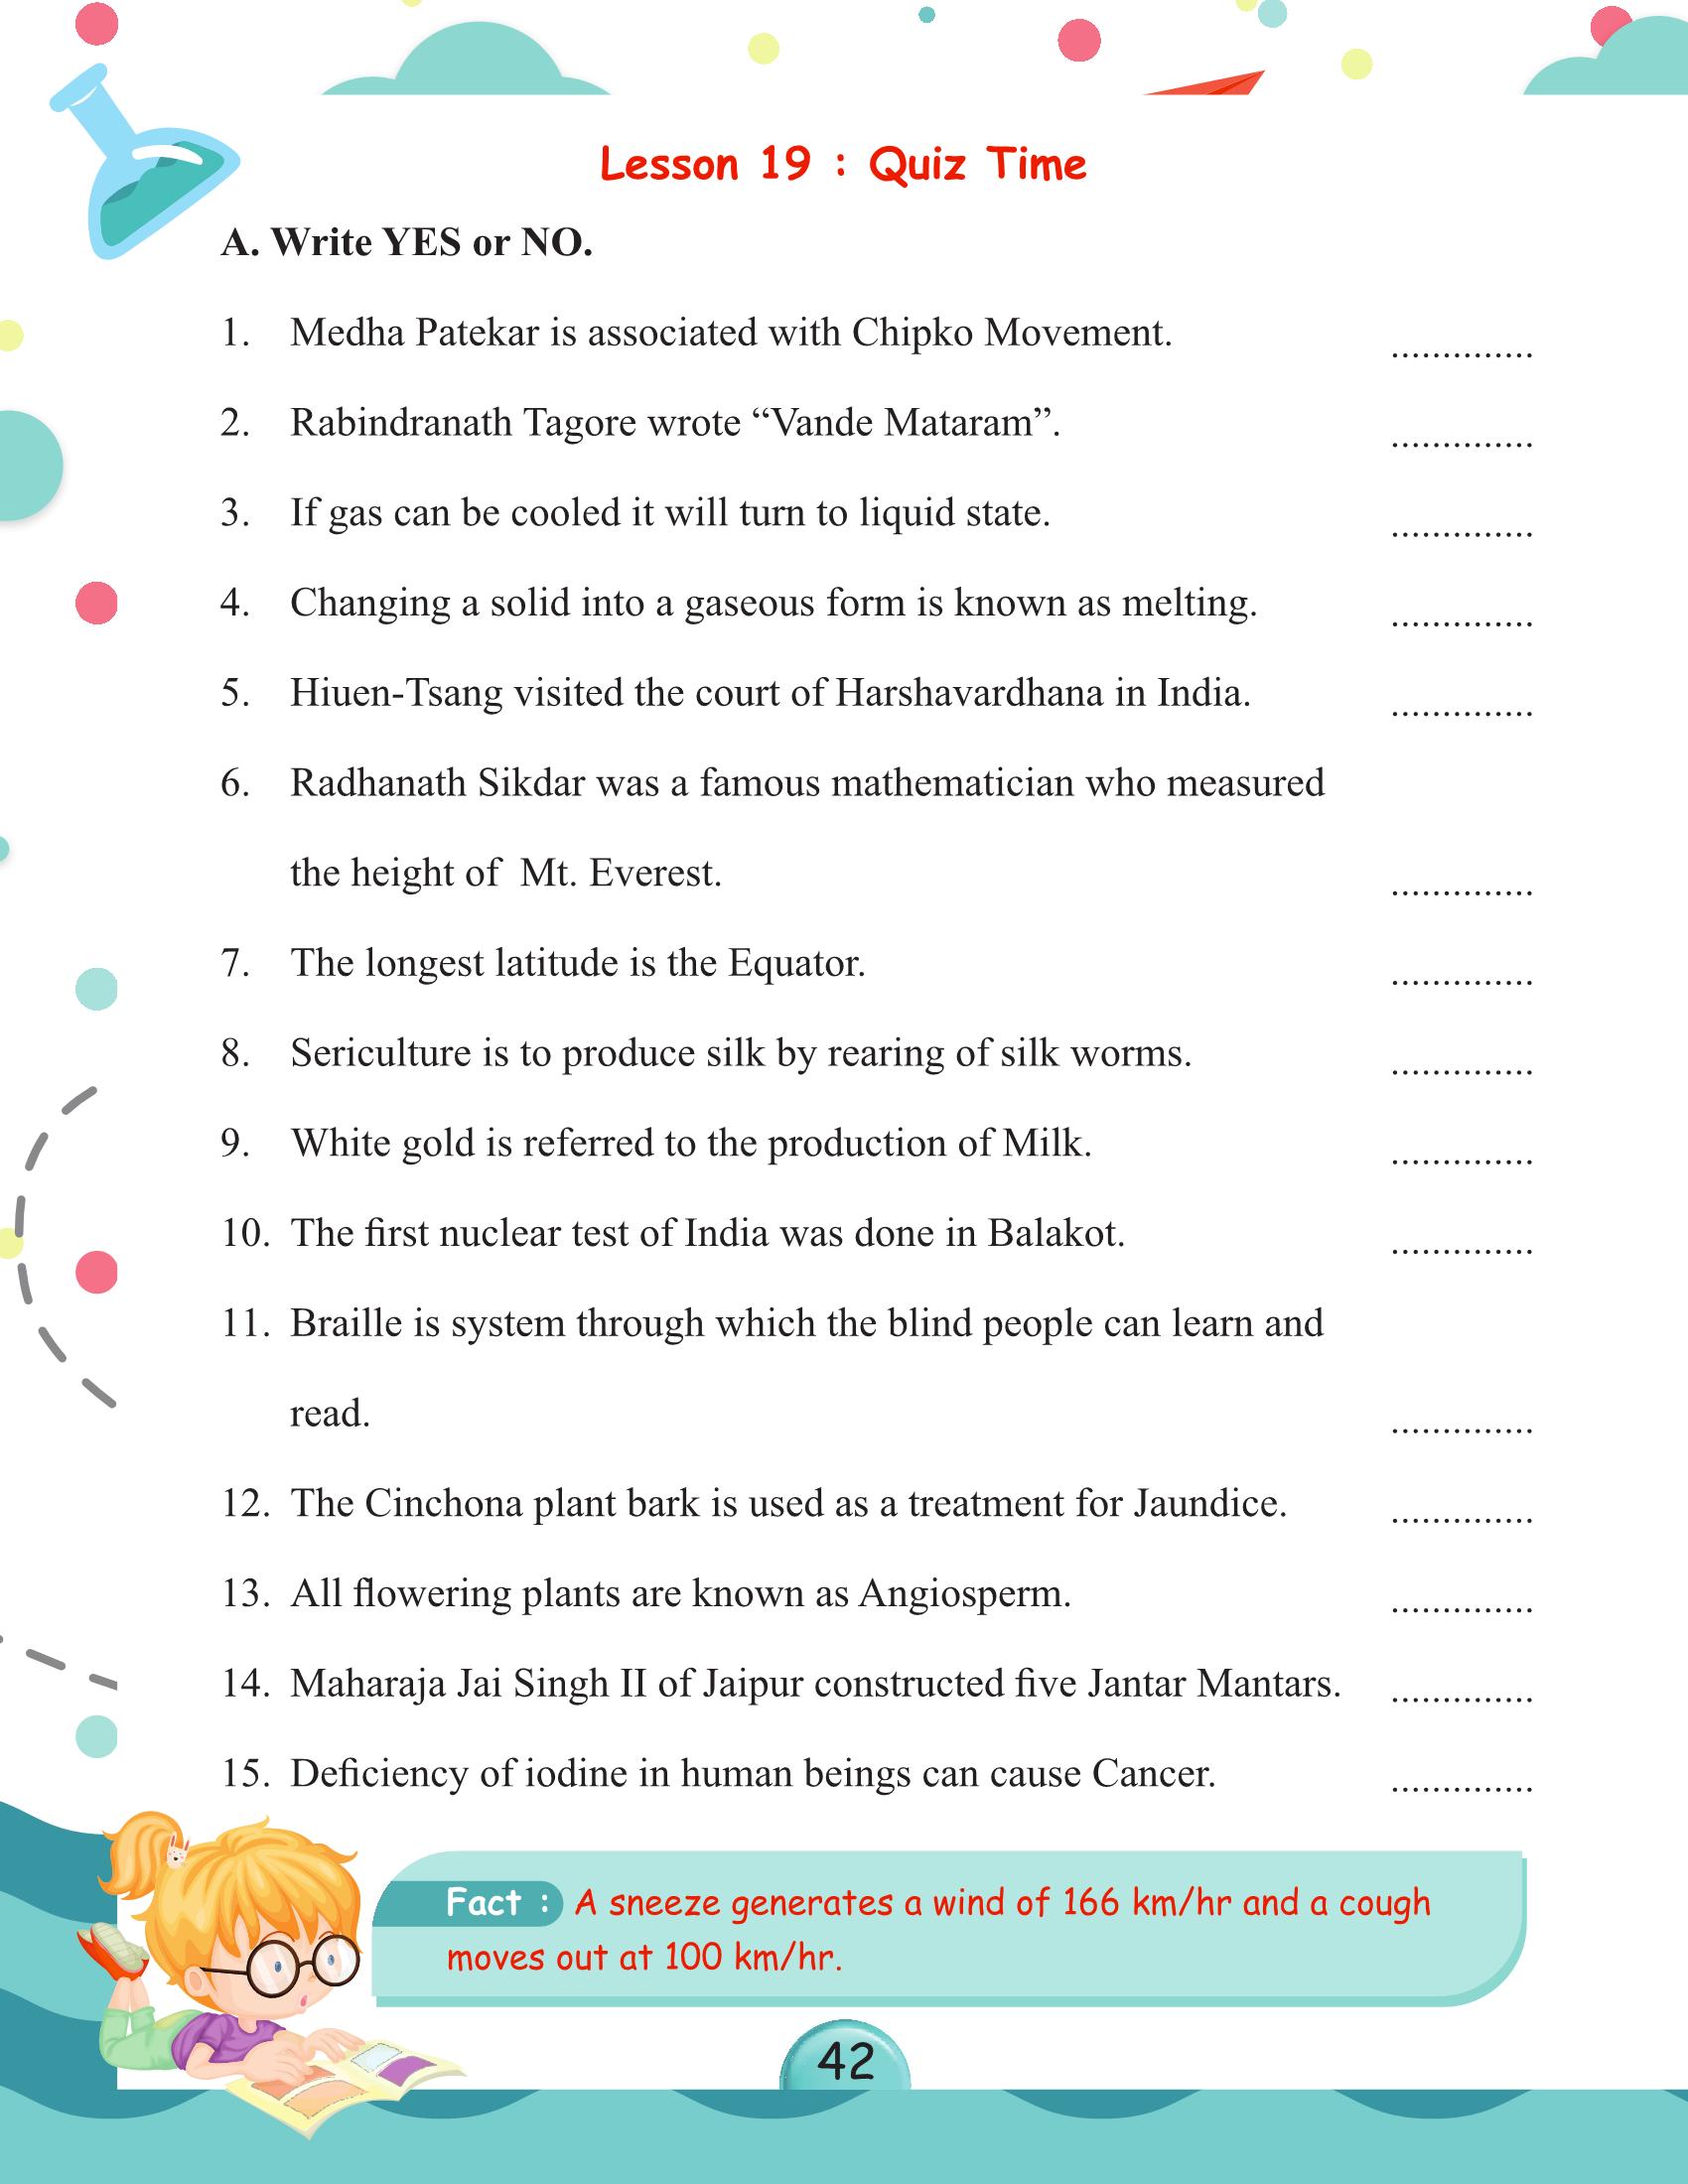 Lesson 19 : Quiz Time
A. Write YES or NO.
1. Medha Patekar is associated with Chipko Movement. ..............
2. Rabindranath Tagore wrote “Vande Mataram”. ..............
3. If gas can be cooled it will turn to liquid state. ..............
4. Changing a solid into a gaseous form is known as melting. ..............
5. Hiuen-Tsang visited the court of Harshavardhana in India. ..............
6. Radhanath Sikdar was a famous mathematician who measured
the height of Mt. Everest. ..............
7. The longest latitude is the Equator. ..............
8. Sericulture is to produce silk by rearing of silk worms. ..............
9. White gold is referred to the production of Milk. ..............
10. The first nuclear test of India was done in Balakot. ..............
11. Braille is system through which the blind people can learn and
read. ..............
12. The Cinchona plant bark is used as a treatment for Jaundice. ..............
13. All flowering plants are known as Angiosperm. ..............
14. Maharaja Jai Singh II of Jaipur constructed five Jantar Mantars. ..............
15. Deficiency of iodine in human beings can cause Cancer. ..............
Fact : A sneeze generates a wind of 166 km/hr and a cough
moves out at 100 km/hr.
42